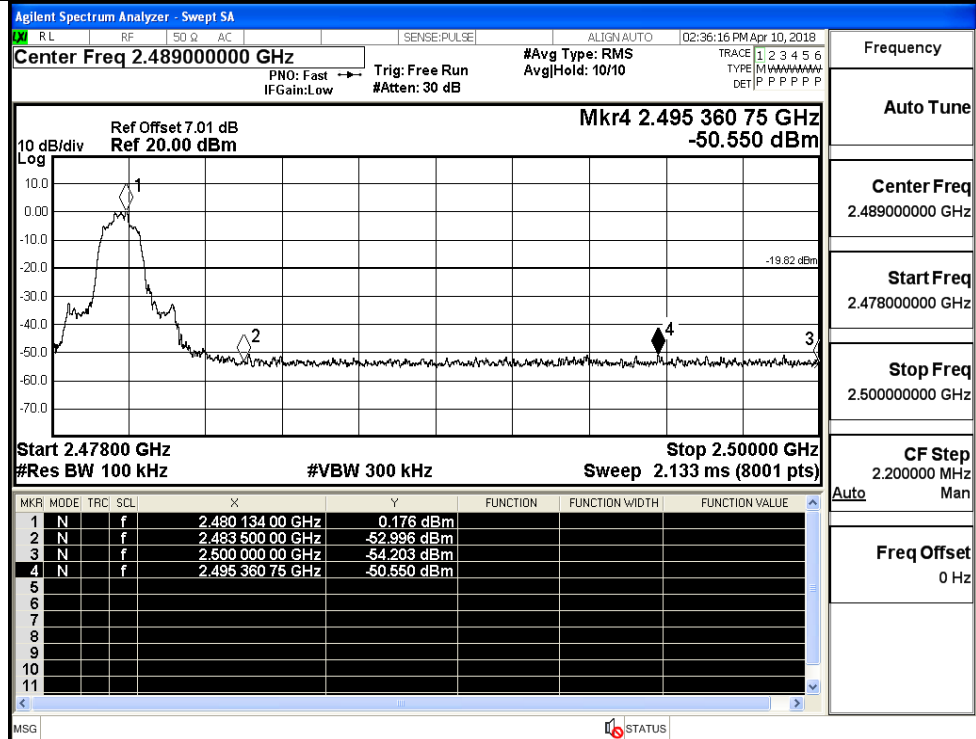 Agilent Spectrum Analyzer - Swept SA
LXI RL RF 50 Ω AC SENSE:PULSE ALIGN AUTO 02:36:16 PM Apr 10, 2018
Center Freq 2.489000000 GHz
PNO: Fast
IFGain:Low
Trig: Free Run
#Atten: 30 dB
#Avg Type: RMS
Avg|Hold: 10/10
TRACE 1 2 3 4 5 6
TYPE M WWWWW
DET P P P P P P
Mkr4 2.495 360 75 GHz
-50.550 dBm
Ref Offset 7.01 dB
10 dB/div Ref 20.00 dBm
Log
10.0
0.00
-10.0
-20.0
-30.0
-40.0
-50.0
-60.0
-70.0
1
2
4
3
-19.82 dBm
Start 2.47800 GHz Stop 2.50000 GHz
#Res BW 100 kHz #VBW 300 kHz Sweep 2.133 ms (8001 pts)
MKR MODE TRC SCL X Y FUNCTION FUNCTION WIDTH FUNCTION VALUE
1 N f 2.480 134 00 GHz 0.176 dBm
2 N f 2.483 500 00 GHz -52.996 dBm
3 N f 2.500 000 00 GHz -54.203 dBm
4 N f 2.495 360 75 GHz -50.550 dBm
5
6
7
8
9
10
11
MSG STATUS
Frequency
Auto Tune
Center Freq
2.489000000 GHz
Start Freq
2.478000000 GHz
Stop Freq
2.500000000 GHz
CF Step
2.200000 MHz
Auto Man
Freq Offset
0 Hz